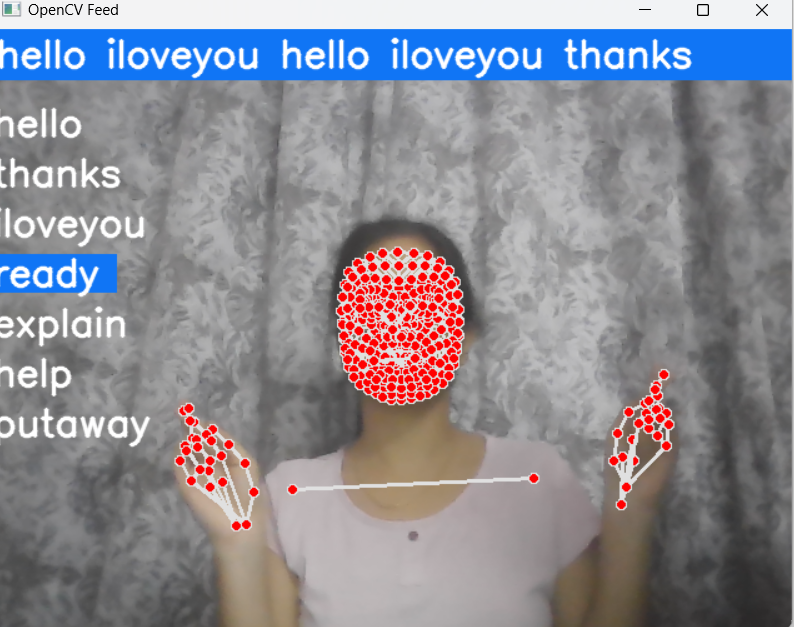 OpenCV Feed
hello iloveyou hello iloveyou thanks
hello
thanks
iloveyou
ready
explain
help
putaway